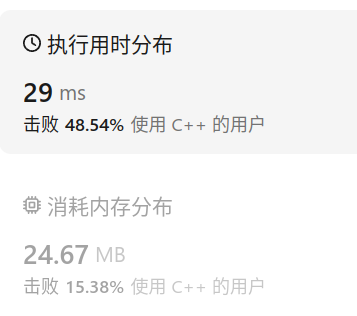 执行用时分布
29 ms
击败 48.54% 使用 C++ 的用户
消耗内存分布
24.67 MB
击败 15.38% 使用 C++ 的用户